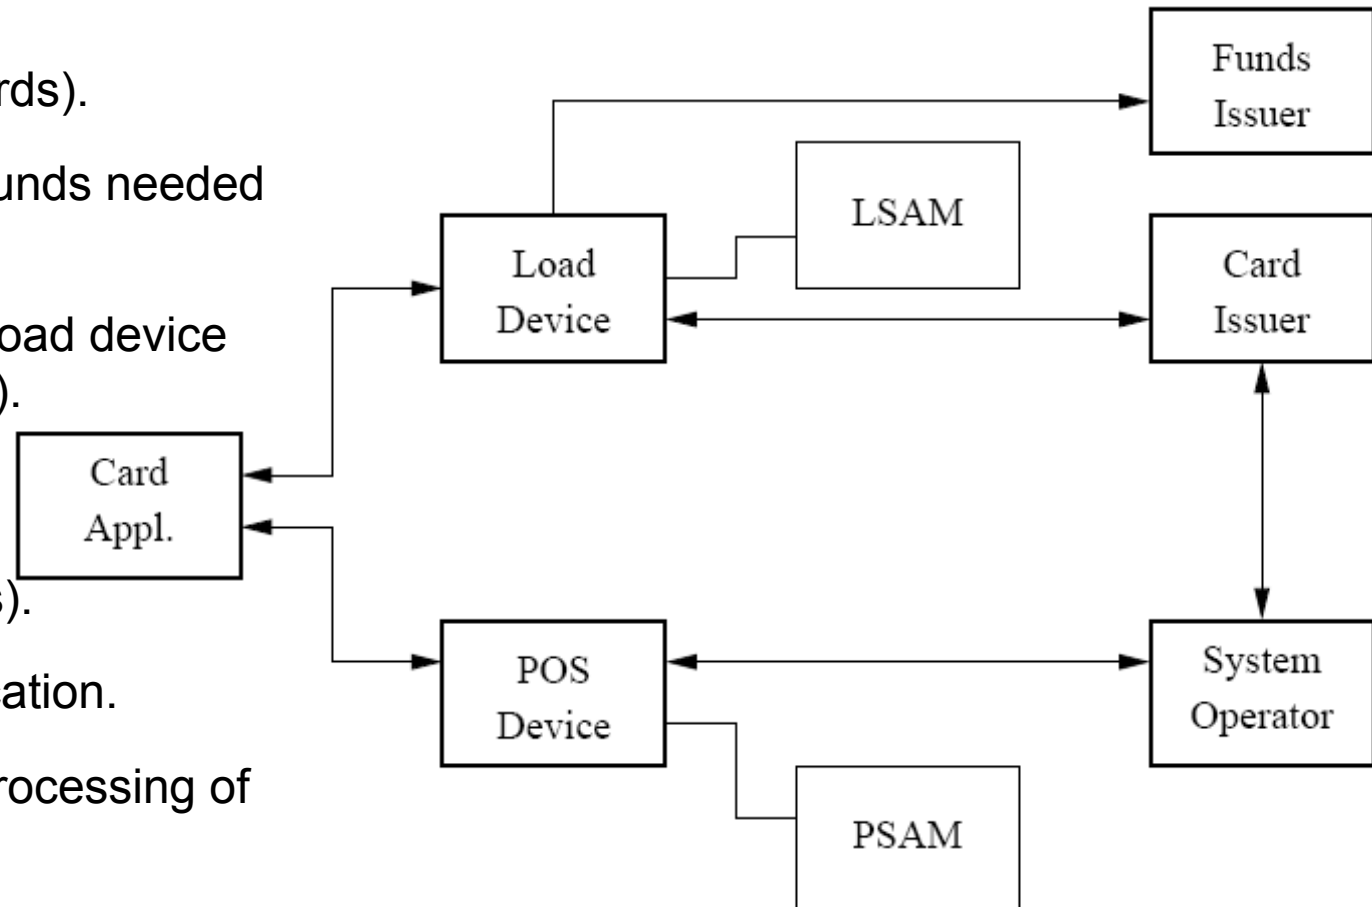 rds).
unds needed
oad device
).
s).
cation.
rocessing of
Funds
Issuer
LSAM
Load
Device
Card
Issuer
Card
Appl.
POS
Device
System
Operator
PSAM